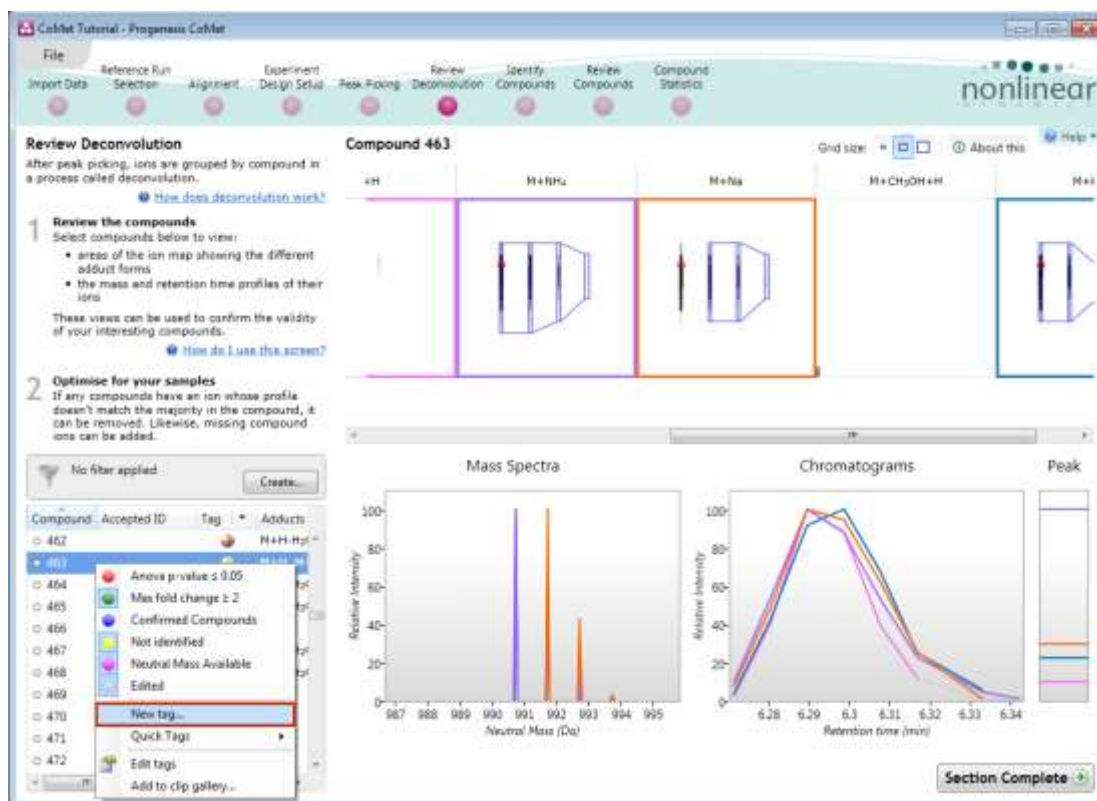 CoMet Tutorial - Progenesis CoMet
File
Import Data
Reference Run Selection
Alignment
Experiment Design Setup
Peak Picking
Review Deconvolution
Identify Compounds
Review Compounds
Compound Statistics
nonlinear
Review Deconvolution
After peak picking, ions are grouped by compound in
a process called deconvolution.
How does deconvolution work?
1 Review the compounds
Select compounds below to view:
• areas of the ion map showing the different
adduct forms
• the mass and retention time profiles of their
ions
These views can be used to confirm the validity
of your interesting compounds.
How do I use this screen?
2 Optimise for your samples
If any compounds have an ion whose profile
doesn't match the majority in the compound, it
can be removed. Likewise, missing compound
ions can be added.
No filter applied
Create...
Compound Accepted ID Tag Adducts
462 M+H-H2
463
464
465
466
467
468
469
470
471
472
Anova p-value ≤ 0.05
Max fold change ≥ 2
Confirmed Compounds
Not identified
Neutral Mass Available
Edited
New tag...
Quick Tags
Edit tags
Add to clip gallery...
Compound 463
Grid size:
About this
Help
+H M+NH₄ M+Na M+CH₃OH+H
Mass Spectra
Relative Intensity
100
80
60
40
20
0
987 988 989 990 991 992 993 994 995
Neutral Mass (Da)
Chromatograms
Relative Intensity
100
80
60
40
20
0
6.28 6.29 6.3 6.31 6.32 6.33 6.34
Retention time (min)
Peak
Section Complete